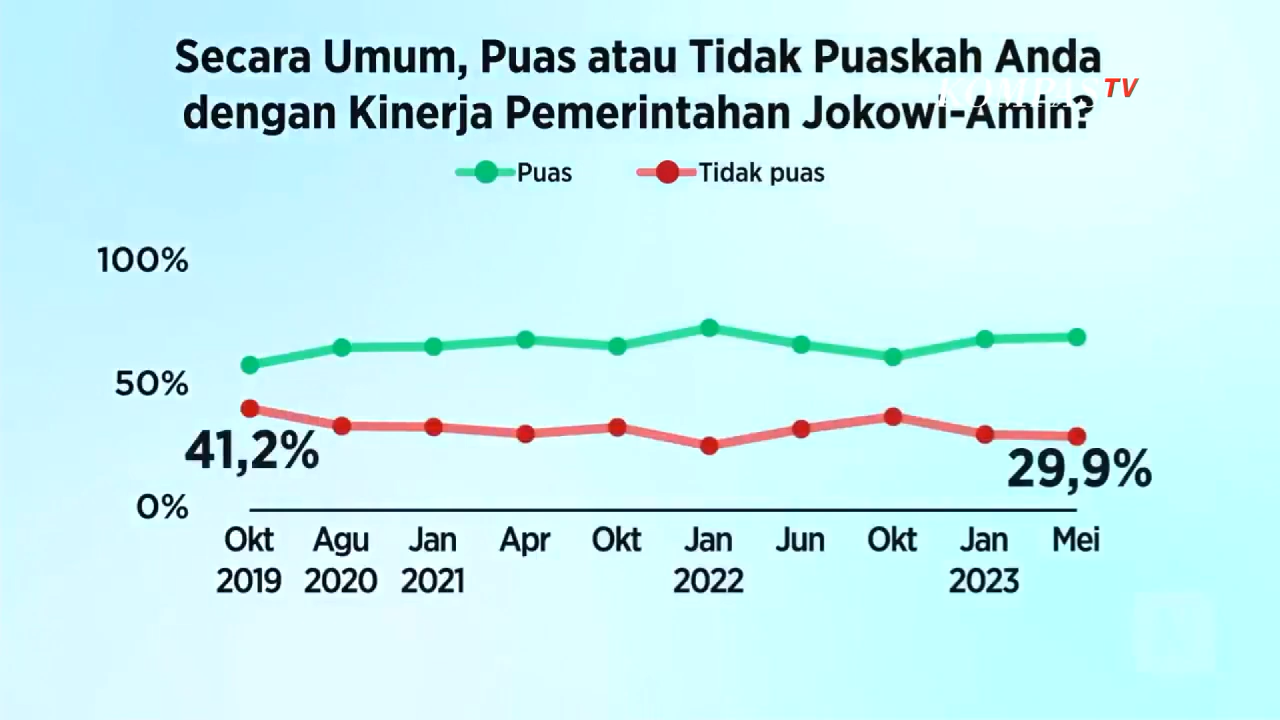 Secara Umum, Puas atau Tidak Puaskah Anda
dengan Kinerja Pemerintahan Jokowi-Amin?
KOMPAS TV
Puas
Tidak puas
100%
50%
0%
41,2%
29,9%
Okt Agu Jan Apr Okt Jan Jun Okt Jan Mei
2019 2020 2021 2022 2023